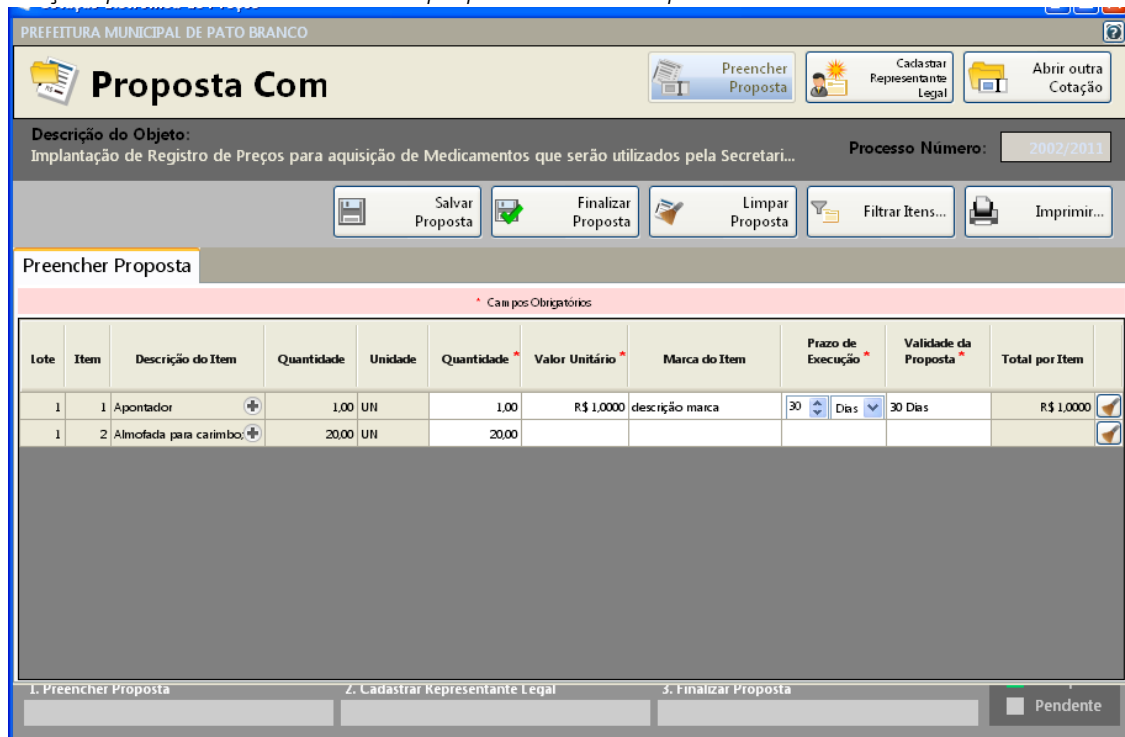 PREFEITURA MUNICIPAL DE PATO BRANCO
Proposta Com
Preencher
Proposta
Cadastrar
Representante
Legal
Abrir outra
Cotação
Descrição do Objeto:
Implantação de Registro de Preços para aquisição de Medicamentos que serão utilizados pela Secretari...
Processo Número:
2002/2011
Salvar
Proposta
Finalizar
Proposta
Limpar
Proposta
Filtrar Itens...
Imprimir...
Preencher Proposta
* Campos Obrigatórios
Lote Item Descrição do Item Quantidade Unidade Quantidade * Valor Unitário * Marca do Item Prazo de Execução * Validade da Proposta * Total por Item
1 1 Apontador 1,00 UN 1,00 R$ 1,0000 descrição marca 30 Dias 30 Dias R$ 1,0000
1 2 Almofada para carimbo; 20,00 UN 20,00
1. Preencher Proposta
2. Cadastrar Representante Legal
3. Finalizar Proposta
Pendente